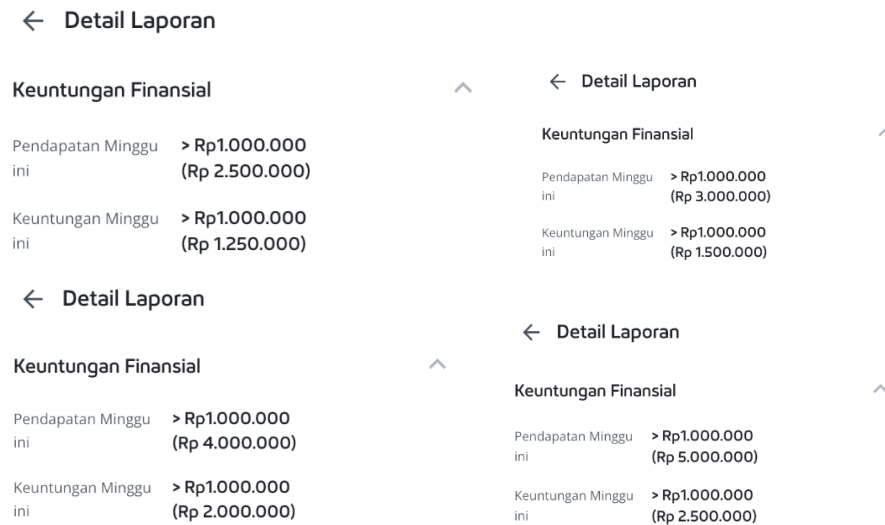 ← Detail Laporan
Keuntungan Finansial
Pendapatan Minggu ini > Rp1.000.000
(Rp 2.500.000)
Keuntungan Minggu ini > Rp1.000.000
(Rp 1.250.000)
← Detail Laporan
Keuntungan Finansial
Pendapatan Minggu ini > Rp1.000.000
(Rp 3.000.000)
Keuntungan Minggu ini > Rp1.000.000
(Rp 1.500.000)
← Detail Laporan
Keuntungan Finansial
Pendapatan Minggu ini > Rp1.000.000
(Rp 4.000.000)
Keuntungan Minggu ini > Rp1.000.000
(Rp 2.000.000)
← Detail Laporan
Keuntungan Finansial
Pendapatan Minggu ini > Rp1.000.000
(Rp 5.000.000)
Keuntungan Minggu ini > Rp1.000.000
(Rp 2.500.000)